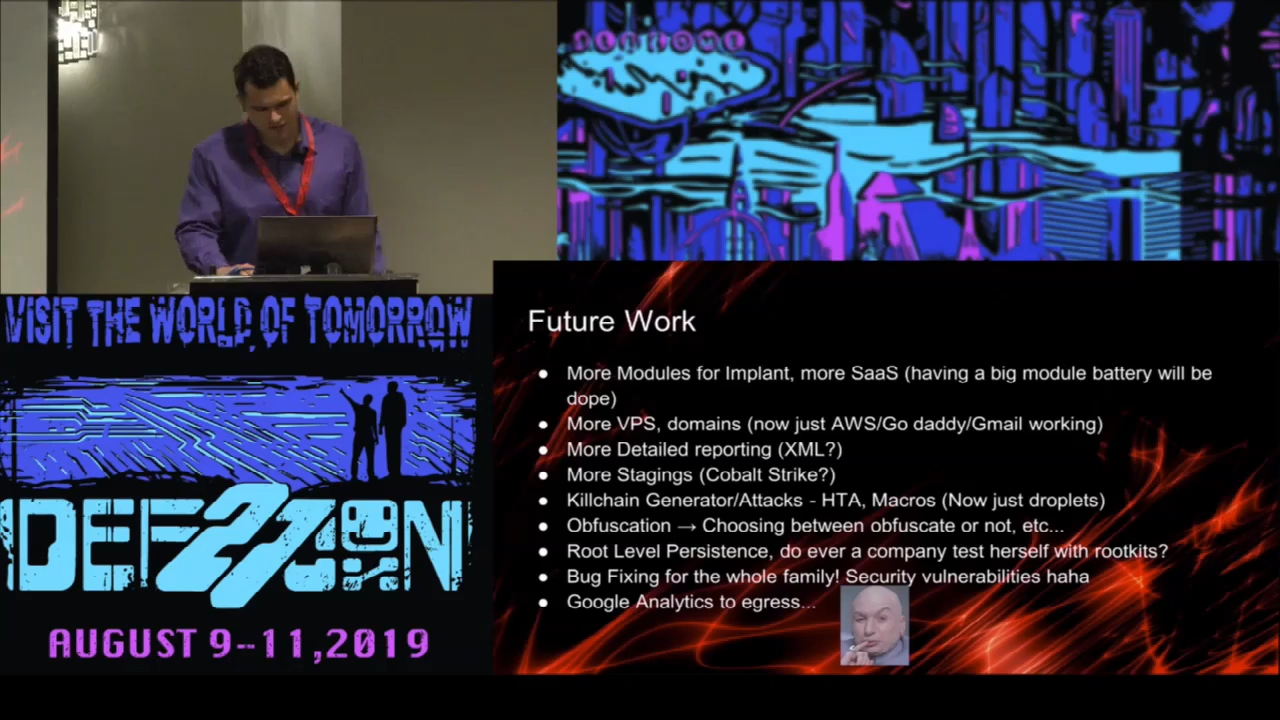 WELCOME
VISIT THE WORLD OF TOMORROW
DEF 27 CON
AUGUST 9-11,2019
Future Work
● More Modules for Implant, more SaaS (having a big module battery will be
dope)
● More VPS, domains (now just AWS/Go daddy/Gmail working)
● More Detailed reporting (XML?)
● More Stagings (Cobalt Strike?)
● Killchain Generator/Attacks - HTA, Macros (Now just droplets)
● Obfuscation → Choosing between obfuscate or not, etc...
● Root Level Persistence, do ever a company test herself with rootkits?
● Bug Fixing for the whole family! Security vulnerabilities haha
● Google Analytics to egress...